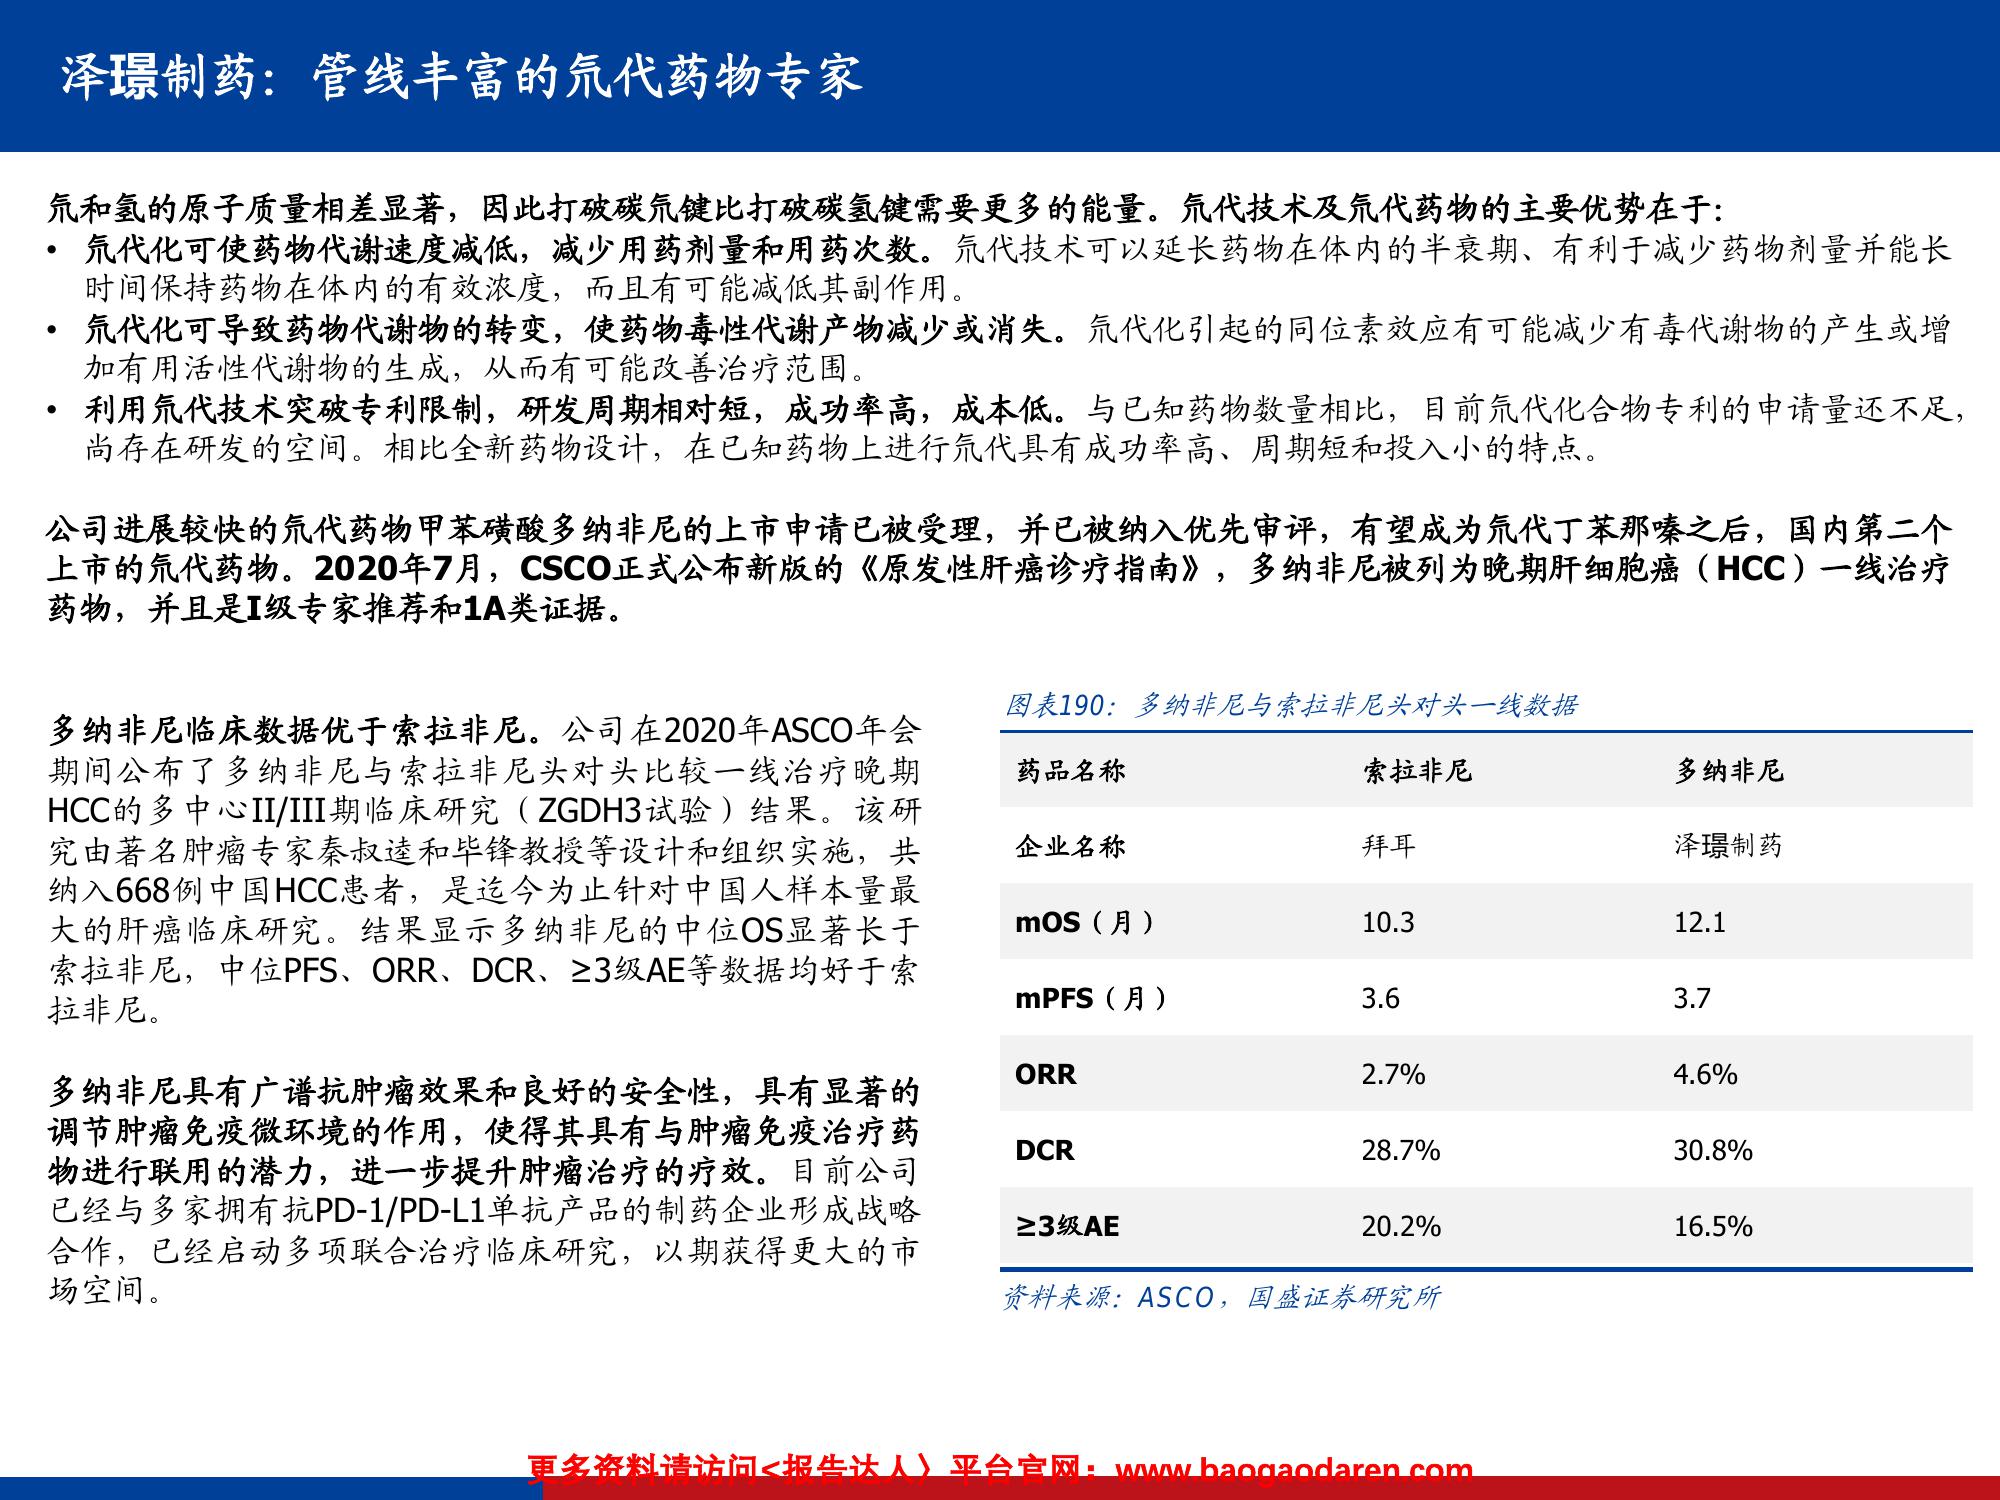 泽璟制药：管线丰富的氘代药物专家
氘和氢的原子质量相差显著，因此打破碳氘键比打破碳氢键需要更多的能量。氘代技术及氘代药物的主要优势在于：
• 氘代化可使药物代谢速度减低，减少用药剂量和用药次数。氘代技术可以延长药物在体内的半衰期、有利于减少药物剂量并能长
时间保持药物在体内的有效浓度，而且有可能减低其副作用。
• 氘代化可导致药物代谢物的转变，使药物毒性代谢产物减少或消失。氘代化引起的同位素效应有可能减少有毒代谢物的产生或增
加有用活性代谢物的生成，从而有可能改善治疗范围。
• 利用氘代技术突破专利限制，研发周期相对短，成功率高，成本低。与已知药物数量相比，目前氘代化合物专利的申请量还不足，
尚存在研发的空间。相比全新药物设计，在已知药物上进行氘代具有成功率高、周期短和投入小的特点。
公司进展较快的氘代药物甲苯磺酸多纳非尼的上市申请已被受理，并已被纳入优先审评，有望成为氘代丁苯那嗪之后，国内第二个
上市的氘代药物。2020年7月，CSCO正式公布新版的《原发性肝癌诊疗指南》，多纳非尼被列为晚期肝细胞癌（HCC）一线治疗
药物，并且是I级专家推荐和1A类证据。
多纳非尼临床数据优于索拉非尼。公司在2020年ASCO年会
期间公布了多纳非尼与索拉非尼头对头比较一线治疗晚期
HCC的多中心II/III期临床研究（ZGDH3试验）结果。该研
究由著名肿瘤专家秦叔逵和毕锋教授等设计和组织实施，共
纳入668例中国HCC患者，是迄今为止针对中国人样本量最
大的肝癌临床研究。结果显示多纳非尼的中位OS显著长于
索拉非尼，中位PFS、ORR、DCR、≥3级AE等数据均好于索
拉非尼。
多纳非尼具有广谱抗肿瘤效果和良好的安全性，具有显著的
调节肿瘤免疫微环境的作用，使得其具有与肿瘤免疫治疗药
物进行联用的潜力，进一步提升肿瘤治疗的疗效。目前公司
已经与多家拥有抗PD-1/PD-L1单抗产品的制药企业形成战略
合作，已经启动多项联合治疗临床研究，以期获得更大的市
场空间。
图表190：多纳非尼与索拉非尼头对头一线数据
药品名称 索拉非尼 多纳非尼
企业名称 拜耳 泽璟制药
mOS（月） 10.3 12.1
mPFS（月） 3.6 3.7
ORR 2.7% 4.6%
DCR 28.7% 30.8%
≥3级AE 20.2% 16.5%
资料来源：ASCO，国盛证券研究所
更多资料请访问<报告达人〉平台官网：www.baogaodaren.com